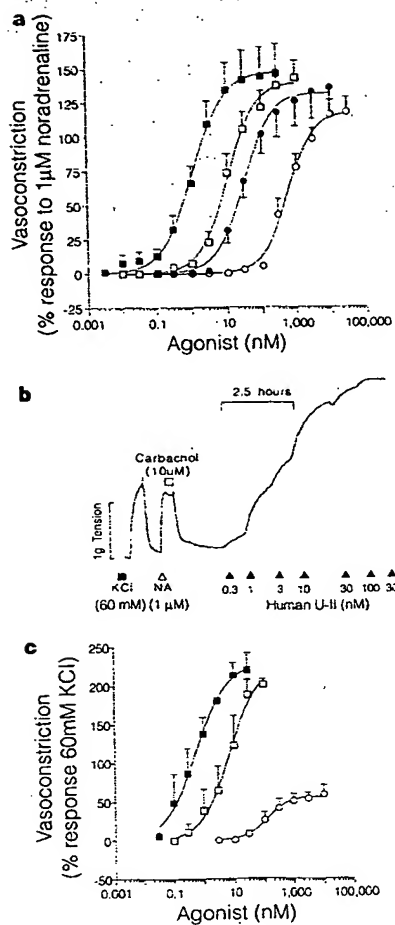 a
Vasoconstriction
(% response to 1µM noradrenaline)
175
150
125
100
75
50
25
0
-25
0.001 0.1 10 1,000 100,000
Agonist (nM)
b
2.5 hours
Carbachol
(10uM)
1g Tension
KCl NA 0.3 1 3 10 30 100
(60 mM) (1 µM) Human U-II (nM)
c
Vasoconstriction
(% response 60mM KCl)
250
200
150
100
50
0
-50
0.001 0.1 10 1,000 100,000
Agonist (nM)